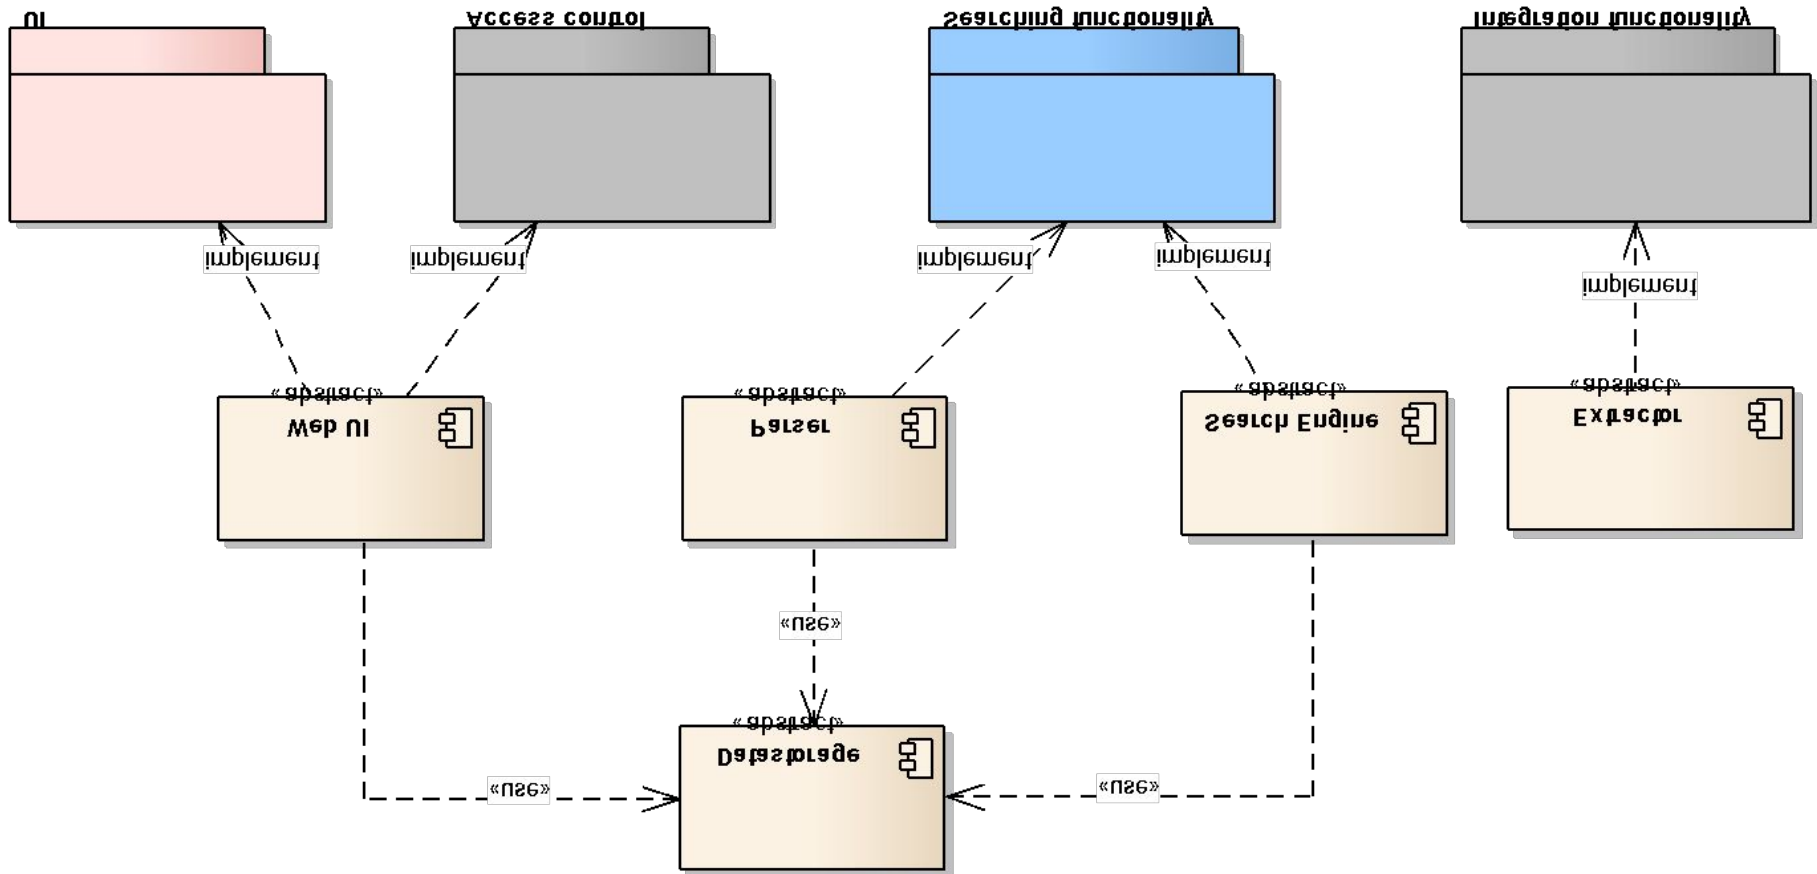 UI
Access control
Searching functionality
Integration functionality
implement
implement
implement
implement
implement
«abstract»
Web UI
«abstract»
Parser
«abstract»
Search Engine
«abstract»
Extractor
«use»
«abstract»
Datastorage
«use»
«use»